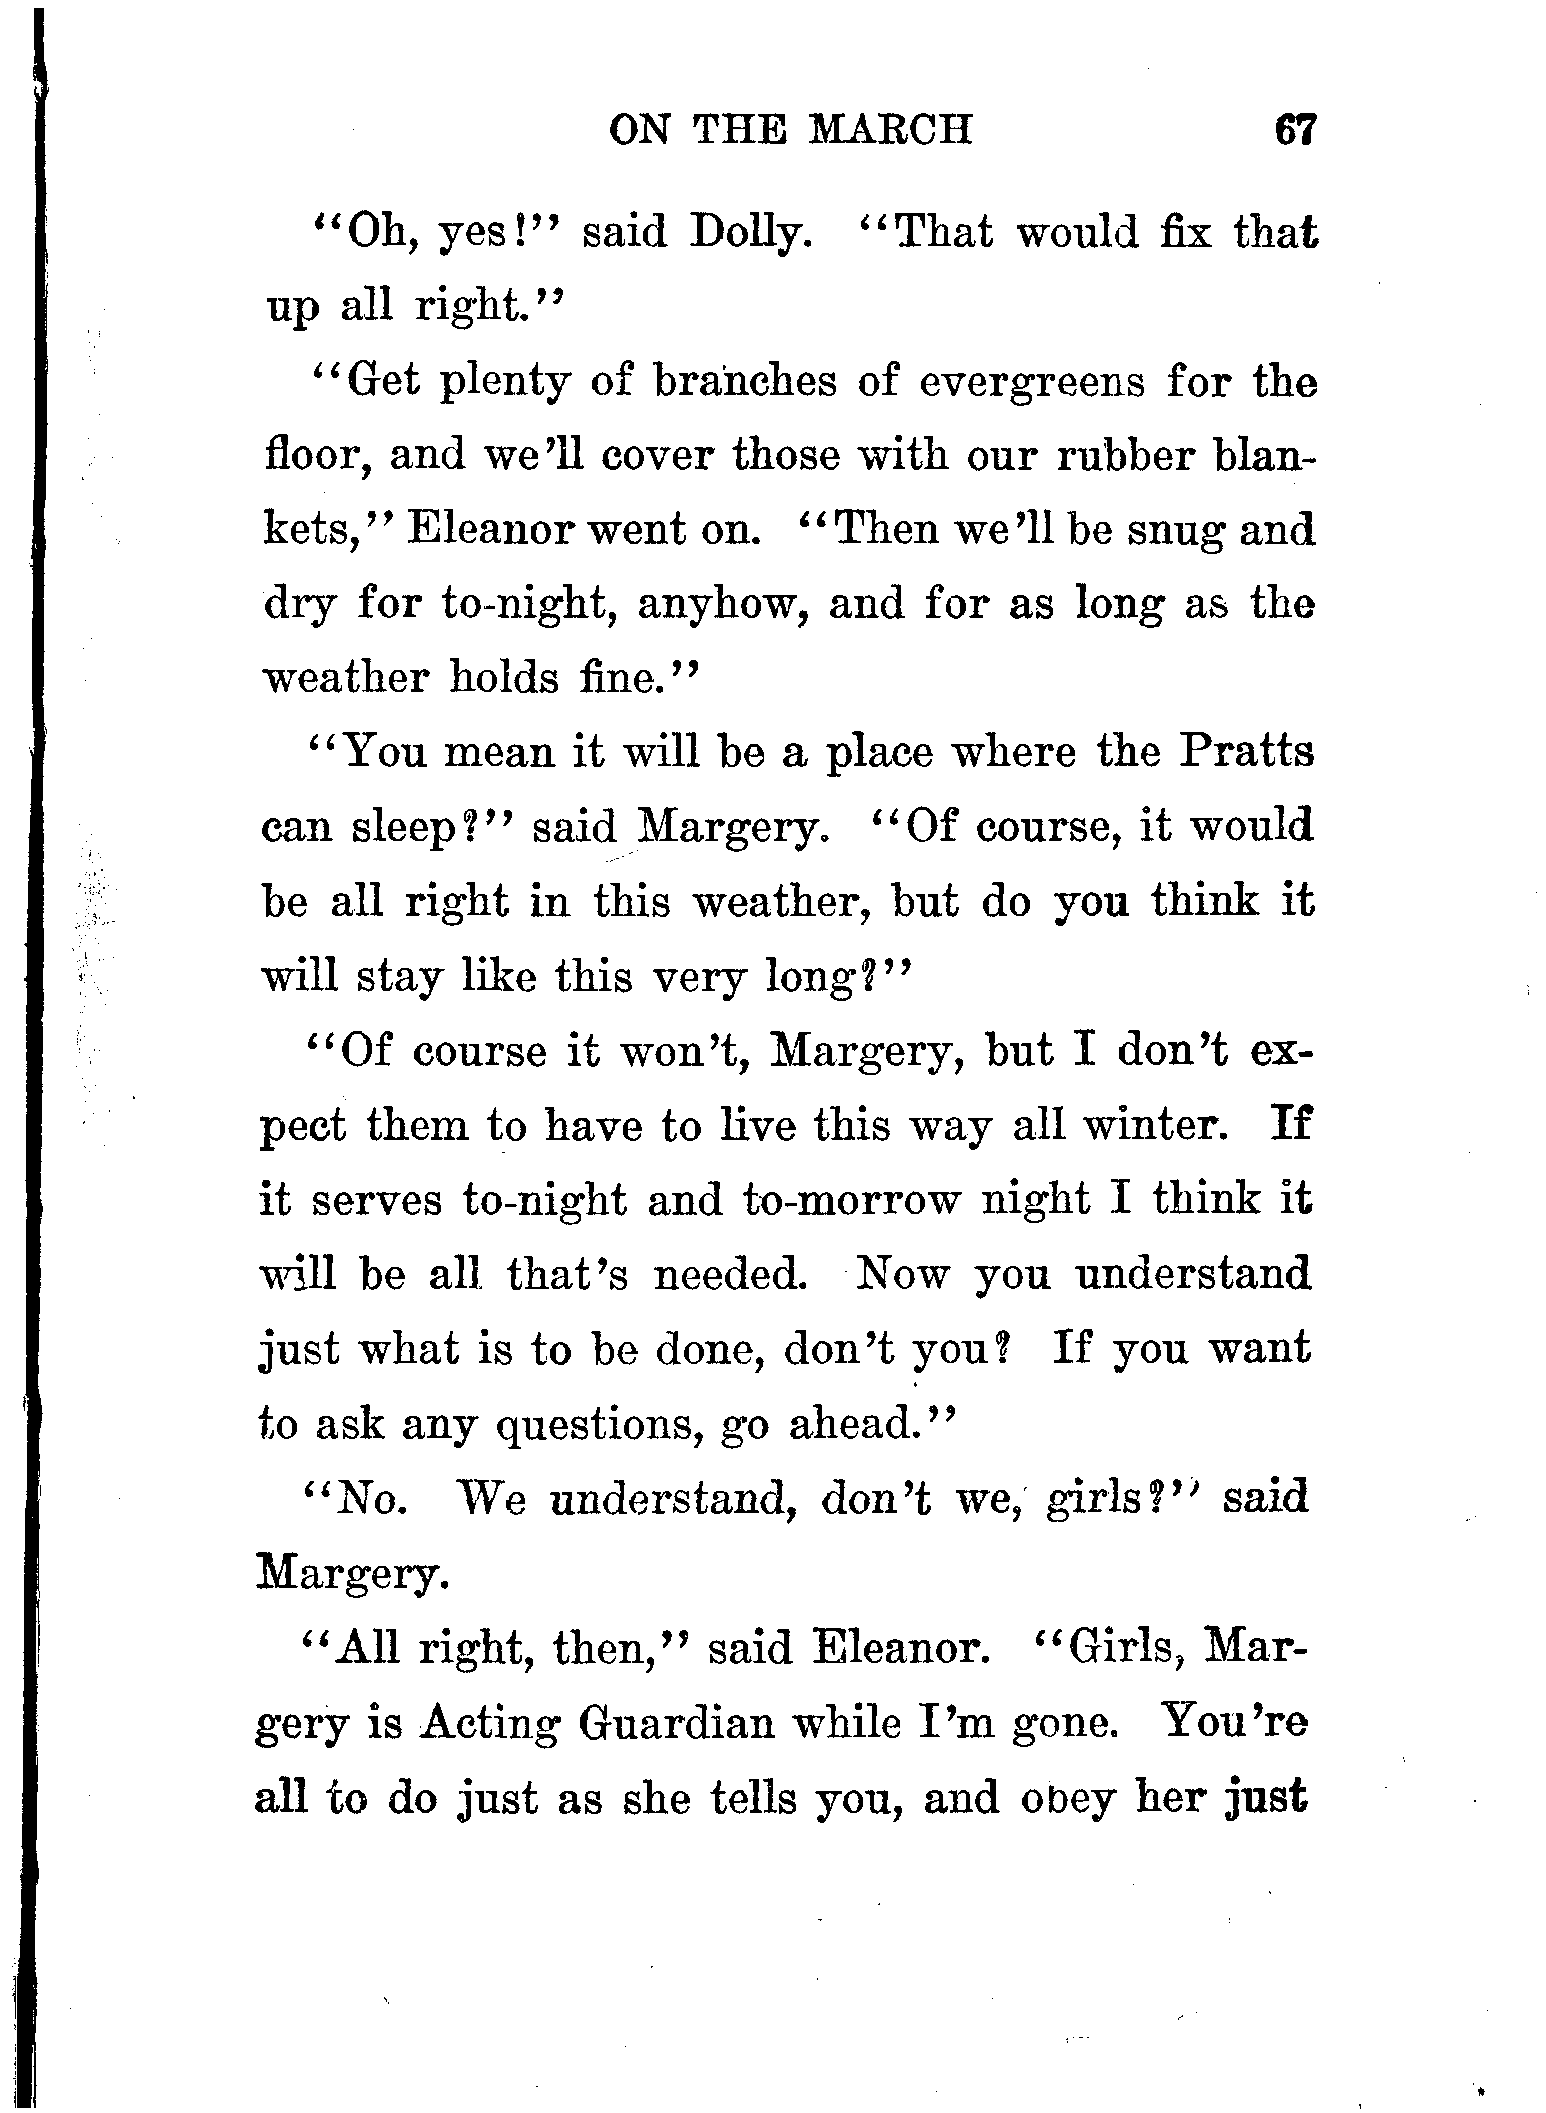 ON THE MARCH 67
"Oh, yes!" said Dolly. "That would fix that
up all right."
"Get plenty of branches of evergreens for the
floor, and we'll cover those with our rubber blan-
kets," Eleanor went on. "Then we'll be snug and
dry for to-night, anyhow, and for as long as the
weather holds fine."
"You mean it will be a place where the Pratts
can sleep?" said Margery. "Of course, it would
be all right in this weather, but do you think it
will stay like this very long?"
"Of course it won't, Margery, but I don't ex-
pect them to have to live this way all winter. If
it serves to-night and to-morrow night I think it
will be all that's needed. Now you understand
just what is to be done, don't you? If you want
to ask any questions, go ahead."
"No. We understand, don't we, girls?" said
Margery.
"All right, then," said Eleanor. "Girls, Mar-
gery is Acting Guardian while I'm gone. You're
all to do just as she tells you, and obey her just